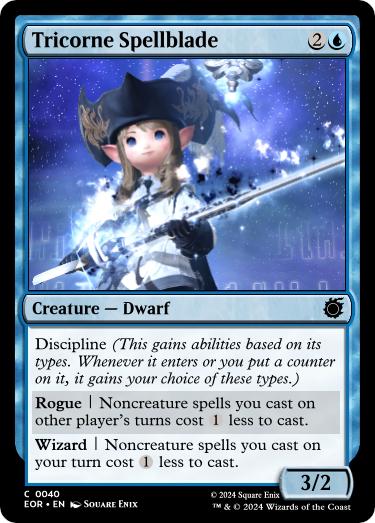 Tricorne Spellblade 2
Creature — Dwarf
Discipline (This gains abilities based on its
types. Whenever it enters or you put a counter
on it, it gains your choice of these types.)
Rogue | Noncreature spells you cast on
other player's turns cost 1 less to cast.
Wizard | Noncreature spells you cast on
your turn cost 1 less to cast.
3/2
C 0040
EOR • EN Square Enix
© 2024 Square Enix
™ & © 2024 Wizards of the Coast